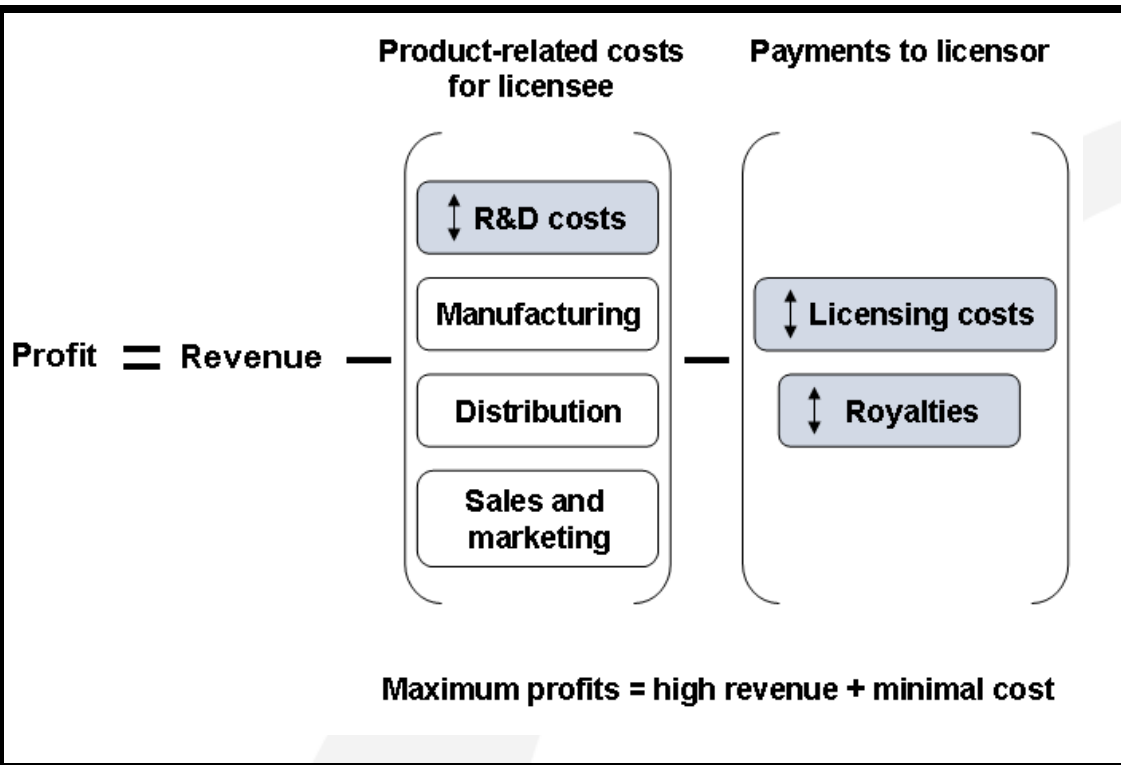 Product-related costs
for licensee
Payments to licensor
Profit = Revenue —
R&D costs
Manufacturing
Distribution
Sales and
marketing
—
Licensing costs
Royalties
Maximum profits = high revenue + minimal cost